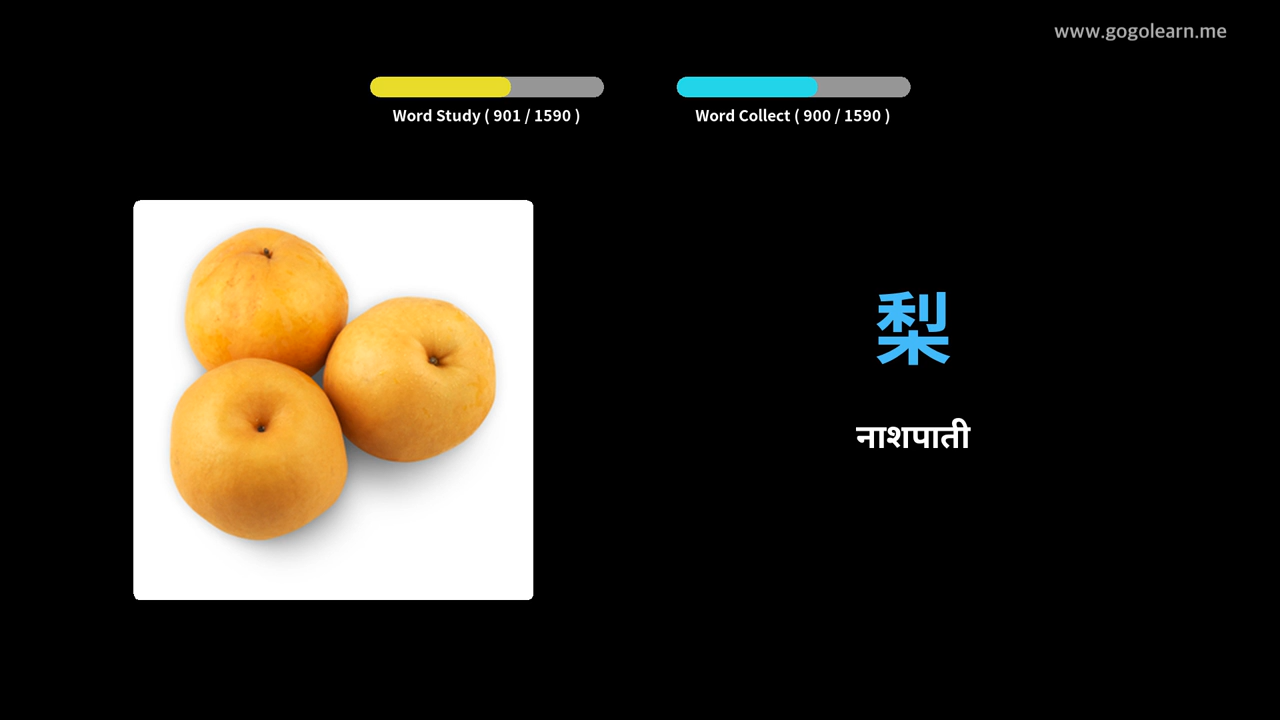 www.gogolearn.me
Word Study ( 901 / 1590 )
Word Collect ( 900 / 1590 )
梨
नाशपाती